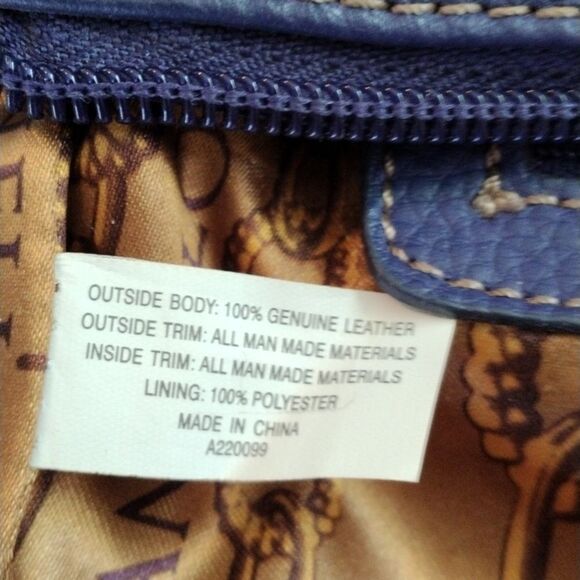 OUTSIDE BODY: 100% GENUINE LEATHER
OUTSIDE TRIM: ALL MAN MADE MATERIALS
INSIDE TRIM: ALL MAN MADE MATERIALS
LINING: 100% POLYESTER
MADE IN CHINA
A220099